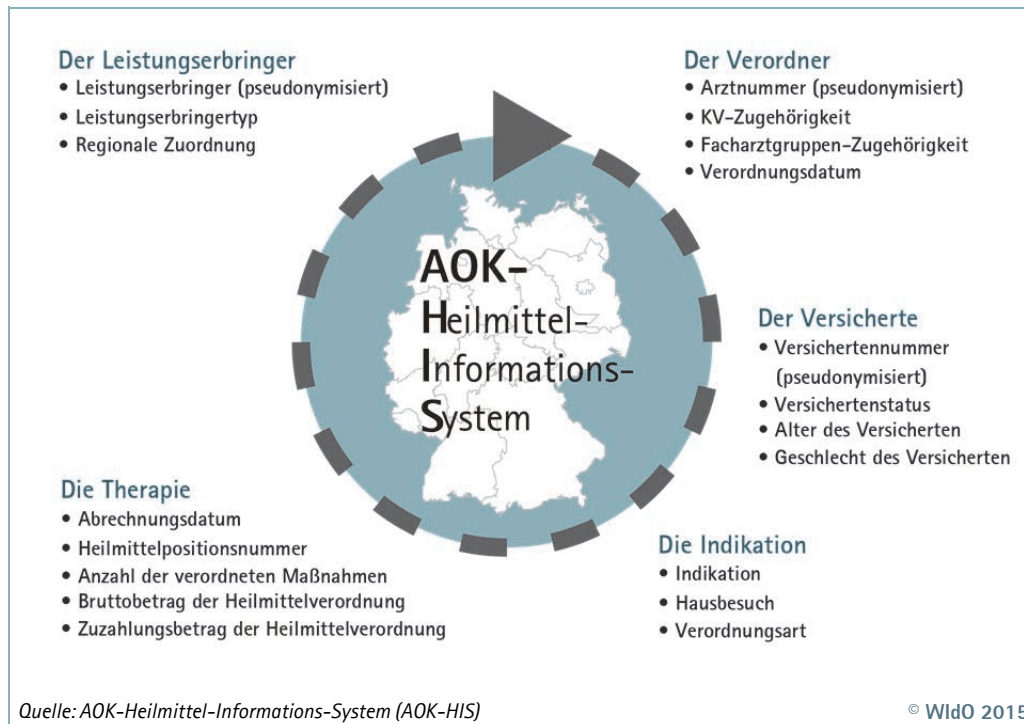 Der Leistungserbringer
• Leistungserbringer (pseudonymisiert)
• Leistungserbringertyp
• Regionale Zuordnung
Der Verordner
• Arztnummer (pseudonymisiert)
• KV-Zugehörigkeit
• Facharztgruppen-Zugehörigkeit
• Verordnungsdatum
AOK-
Heilmittel-
Informations-
System
Der Versicherte
• Versichertennummer
(pseudonymisiert)
• Versichertenstatus
• Alter des Versicherten
• Geschlecht des Versicherten
Die Therapie
• Abrechnungsdatum
• Heilmittelpositionsnummer
• Anzahl der verordneten Maßnahmen
• Bruttobetrag der Heilmittelverordnung
• Zuzahlungsbetrag der Heilmittelverordnung
Die Indikation
• Indikation
• Hausbesuch
• Verordnungsart
Quelle: AOK-Heilmittel-Informations-System (AOK-HIS)
© WIdO 2015